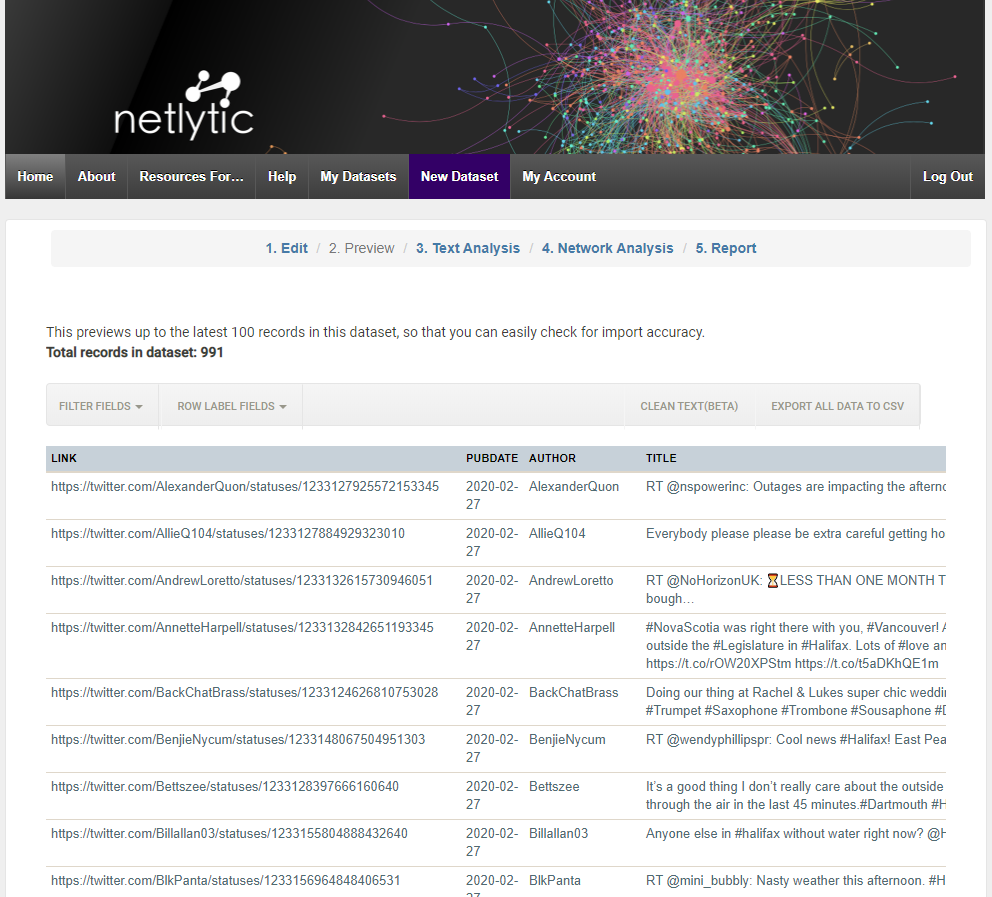 netlytic
Home About Resources For... Help My Datasets New Dataset My Account Log Out
1. Edit / 2. Preview / 3. Text Analysis / 4. Network Analysis / 5. Report
This previews up to the latest 100 records in this dataset, so that you can easily check for import accuracy.
Total records in dataset: 991
FILTER FIELDS ROW LABEL FIELDS CLEAN TEXT(BETA) EXPORT ALL DATA TO CSV
LINK PUBDATE AUTHOR TITLE
https://twitter.com/AlexanderQuon/statuses/1233127925572153345 2020-02- AlexanderQuon RT @nspowerinc: Outages are impacting the afterno
27
https://twitter.com/AllieQ104/statuses/1233127884929323010 2020-02- AllieQ104 Everybody please please be extra careful getting ho
27
https://twitter.com/AndrewLoretto/statuses/1233132615730946051 2020-02- AndrewLoretto RT @NoHorizonUK: ⏳LESS THAN ONE MONTH T
27 bough…
https://twitter.com/AnnetteHarpell/statuses/1233132842651193345 2020-02- AnnetteHarpell #NovaScotia was right there with you, #Vancouver! A
27 outside the #Legislature in #Halifax. Lots of #love an
https://t.co/rOW20XPStm https://t.co/t5aDKhQE1m
https://twitter.com/BackChatBrass/statuses/1233124626810753028 2020-02- BackChatBrass Doing our thing at Rachel & Lukes super chic weddin
27 #Trumpet #Saxophone #Trombone #Sousaphone #D
https://twitter.com/BenjieNycum/statuses/1233148067504951303 2020-02- BenjieNycum RT @wendyphillipspr: Cool news #Halifax! East Pea
27
https://twitter.com/Bettszee/statuses/1233128397666160640 2020-02- Bettszee It's a good thing I don't really care about the outside
27 through the air in the last 45 minutes.#Dartmouth #H
https://twitter.com/Billallan03/statuses/1233155804888432640 2020-02- Billallan03 Anyone else in #halifax without water right now? @H
27
https://twitter.com/BlkPanta/statuses/1233156964848406531 2020-02- BlkPanta RT @mini_bubbly: Nasty weather this afternoon. #H
27